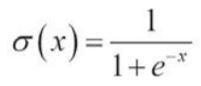 σ(x) = 1 / (1 + e^{-x})